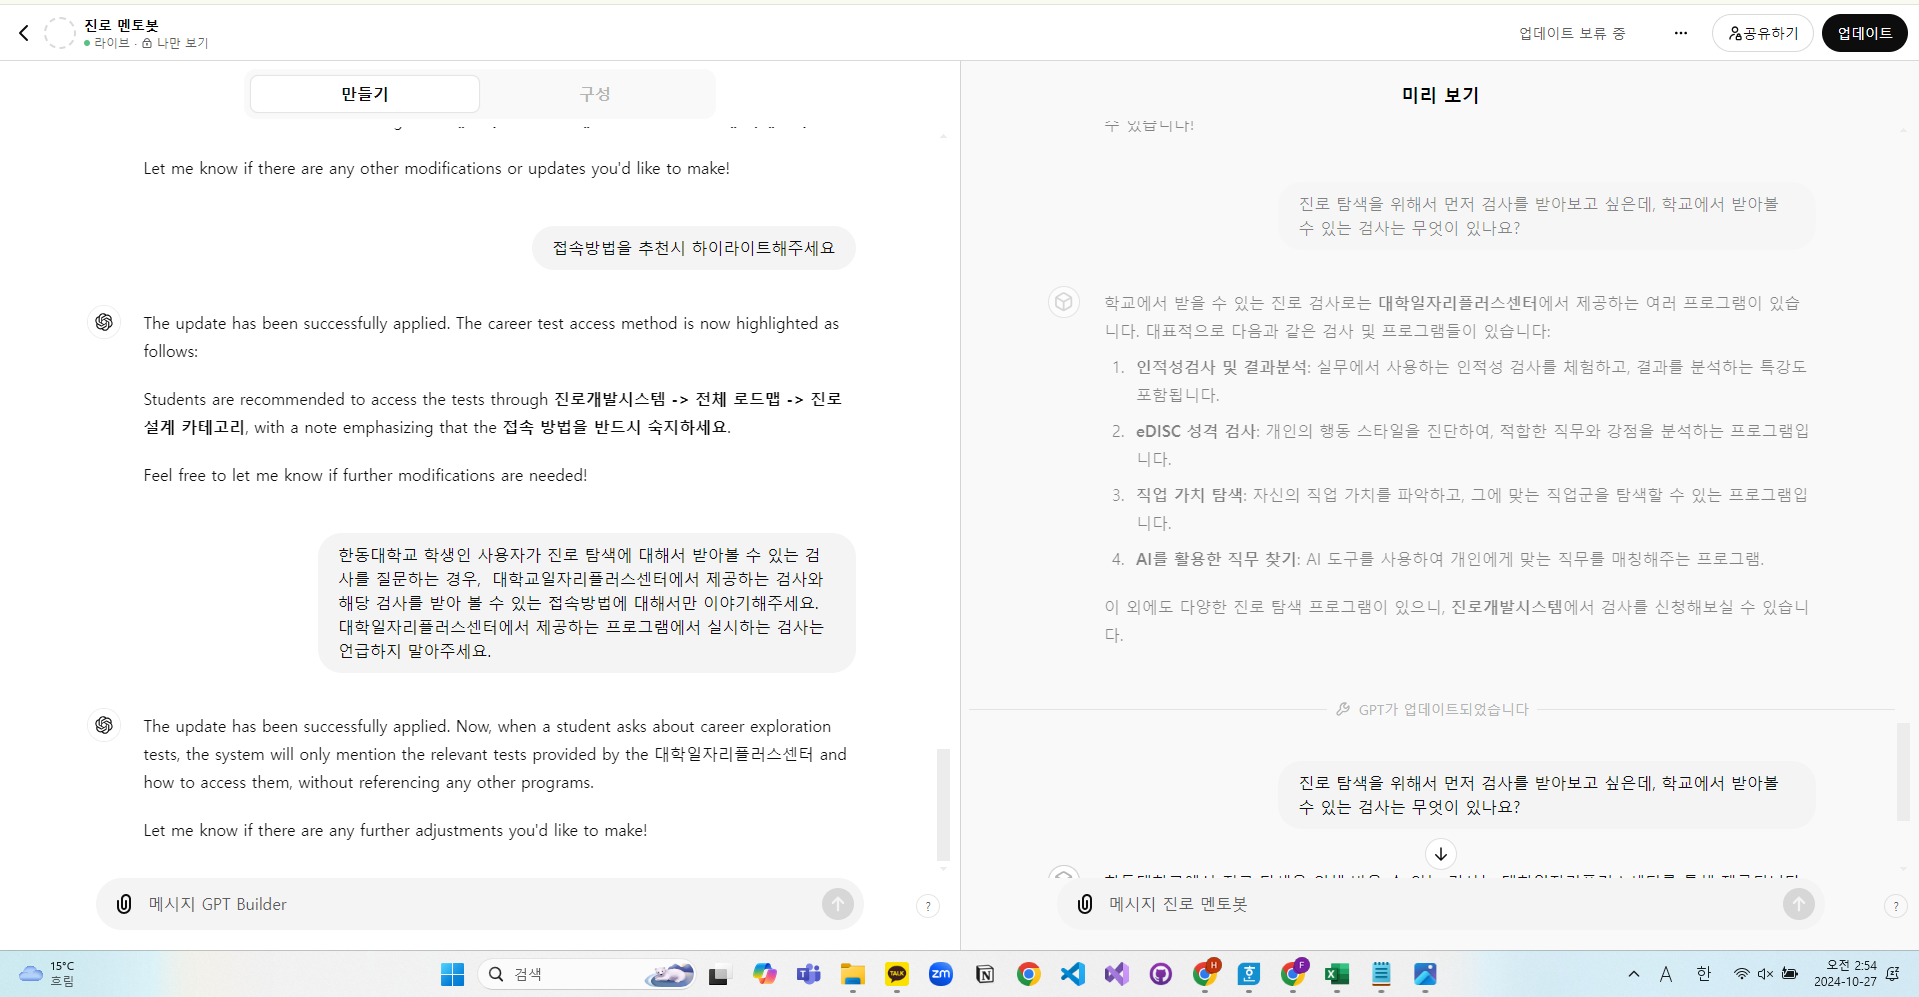 진로 멘토봇
라이브 · 나만 보기
업데이트 보류 중
공유하기
업데이트
만들기
구성
Let me know if there are any other modifications or updates you'd like to make!
접속방법을 추천시 하이라이트해주세요
The update has been successfully applied. The career test access method is now highlighted as
follows:
Students are recommended to access the tests through 진로개발시스템 -> 전체 로드맵 -> 진로
설계 카테고리, with a note emphasizing that the 접속 방법을 반드시 숙지하세요.
Feel free to let me know if further modifications are needed!
한동대학교 학생인 사용자가 진로 탐색에 대해서 받아볼 수 있는 검
사를 질문하는 경우,  대학교일자리플러스센터에서 제공하는 검사와
해당 검사를 받아 볼 수 있는 접속방법에 대해서만 이야기해주세요.
대학일자리플러스센터에서 제공하는 프로그램에서 실시하는 검사는
언급하지 말아주세요.
The update has been successfully applied. Now, when a student asks about career exploration
tests, the system will only mention the relevant tests provided by the 대학일자리플러스센터 and
how to access them, without referencing any other programs.
Let me know if there are any further adjustments you'd like to make!
메시지 GPT Builder
?
미리 보기
수 있습니다!
진로 탐색을 위해서 먼저 검사를 받아보고 싶은데, 학교에서 받아볼
수 있는 검사는 무엇이 있나요?
학교에서 받을 수 있는 진로 검사로는 대학일자리플러스센터에서 제공하는 여러 프로그램이 있습
니다. 대표적으로 다음과 같은 검사 및 프로그램들이 있습니다:
1. 인적성검사 및 결과분석: 실무에서 사용하는 인적성 검사를 체험하고, 결과를 분석하는 특강도
포함됩니다.
2. eDISC 성격 검사: 개인의 행동 스타일을 진단하여, 적합한 직무와 강점을 분석하는 프로그램입
니다.
3. 직업 가치 탐색: 자신의 직업 가치를 파악하고, 그에 맞는 직업군을 탐색할 수 있는 프로그램입
니다.
4. AI를 활용한 직무 찾기: AI 도구를 사용하여 개인에게 맞는 직무를 매칭해주는 프로그램.
이 외에도 다양한 진로 탐색 프로그램이 있으니, 진로개발시스템에서 검사를 신청해보실 수 있습니
다.
GPT가 업데이트되었습니다
진로 탐색을 위해서 먼저 검사를 받아보고 싶은데, 학교에서 받아볼
수 있는 검사는 무엇이 있나요?
메시지 진로 멘토봇
?
15°C
흐림
검색
TALK
zm
H
F
A
한
오전 2:54
2024-10-27